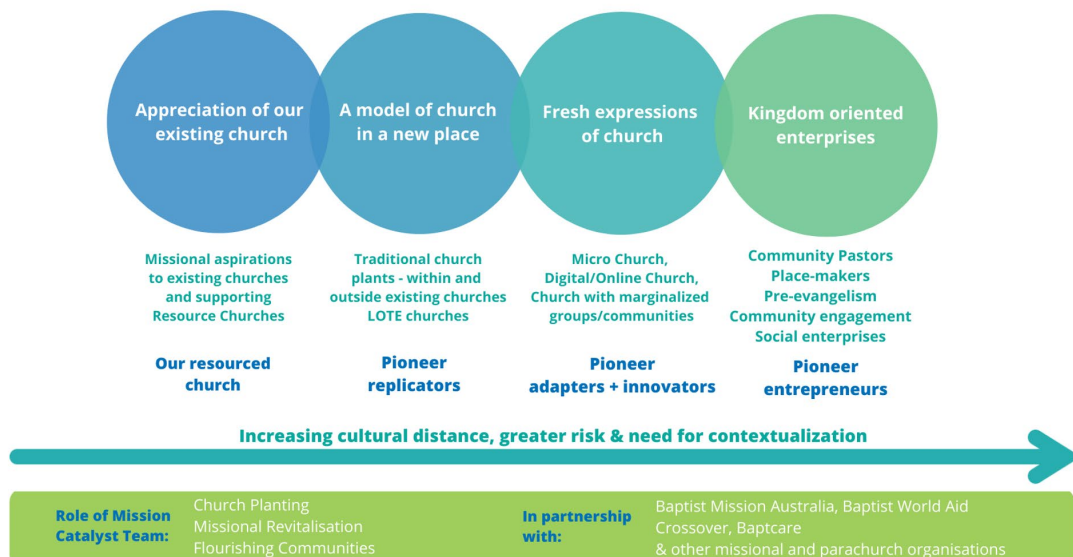 Appreciation of our
existing church
A model of church
in a new place
Fresh expressions
of church
Kingdom oriented
enterprises
Missional aspirations
to existing churches
and supporting
Resource Churches
Traditional church
plants - within and
outside existing churches
LOTE churches
Micro Church,
Digital/Online Church,
Church with marginalized
groups/communities
Community Pastors
Place-makers
Pre-evangelism
Community engagement
Social enterprises
Our resourced
church
Pioneer
replicators
Pioneer
adapters + innovators
Pioneer
entrepreneurs
Increasing cultural distance, greater risk & need for contextualization
Role of Mission
Catalyst Team:
Church Planting
Missional Revitalisation
Flourishing Communities
In partnership
with:
Baptist Mission Australia, Baptist World Aid
Crossover, Baptcare
& other missional and parachurch organisations